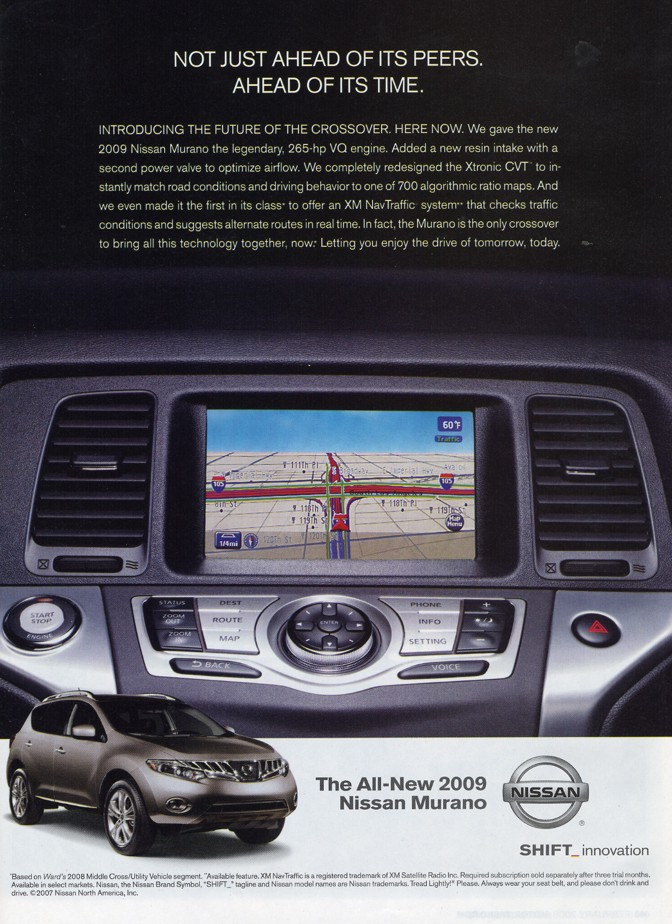 NOT JUST AHEAD OF ITS PEERS.
AHEAD OF ITS TIME.
INTRODUCING THE FUTURE OF THE CROSSOVER. HERE NOW. We gave the new
2009 Nissan Murano the legendary, 265-hp VQ engine. Added a new resin intake with a
second power valve to optimize airflow. We completely redesigned the Xtronic CVT™ to in-
stantly match road conditions and driving behavior to one of 700 algorithmic ratio maps. And
we even made it the first in its class* to offer an XM NavTraffic® system** that checks traffic
conditions and suggests alternate routes in real time. In fact, the Murano is the only crossover
to bring all this technology together, now.* Letting you enjoy the drive of tomorrow, today.
60°F
Traffic
W 111Th Pl
105
105
W 118Th
W 118Th Pl
W 119Th St
W 119Th St
Map
Menu
1/4mi
120Th St
START
STOP
ENGINE
STATUS
DEST
ZOOM
OUT
ROUTE
ZOOM
IN
MAP
BACK
ENTER
PHONE
+
INFO
SETTING
-
VOICE
The All-New 2009
Nissan Murano
NISSAN
®
SHIFT_innovation
*Based on Ward's 2008 Middle Cross/Utility Vehicle segment. **Available feature. XM NavTraffic is a registered trademark of XM Satellite Radio Inc. Required subscription sold separately after three trial months.
Available in select markets. Nissan, the Nissan Brand Symbol, "SHIFT_" tagline and Nissan model names are Nissan trademarks. Tread Lightly!® Please. Always wear your seat belt, and please don't drink and
drive. ©2007 Nissan North America, Inc.